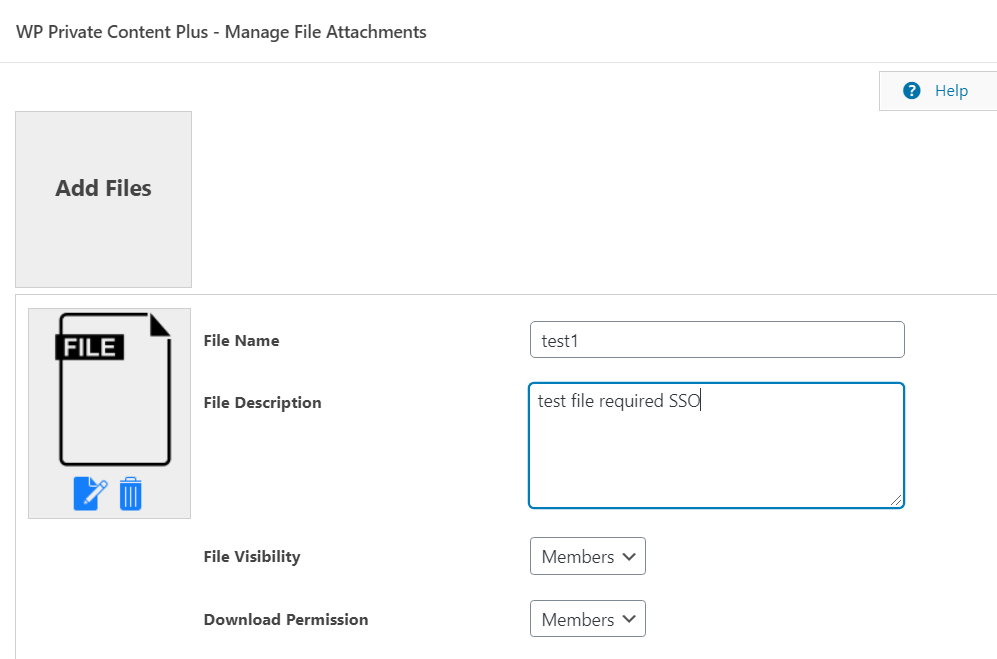 WP Private Content Plus - Manage File Attachments
? Help
Add Files
FILE
File Name
test1
File Description
test file required SSO
File Visibility
Members
Download Permission
Members